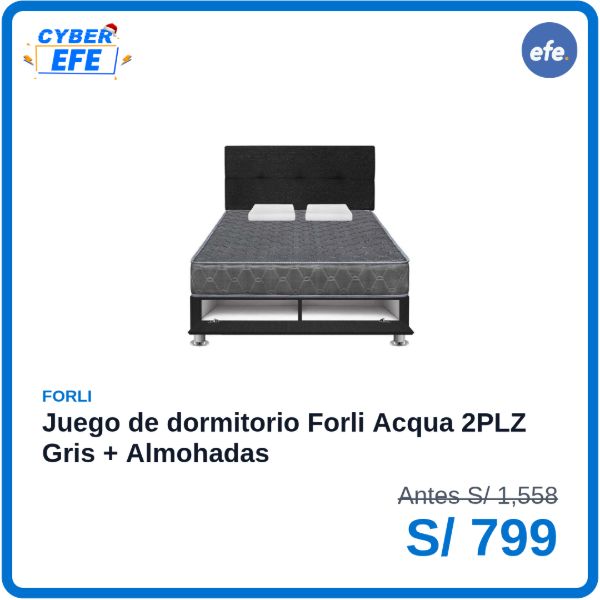 CYBER
EFE
efe.
FORLI
Juego de dormitorio Forli Acqua 2PLZ
Gris + Almohadas
Antes S/ 1,558
S/ 799